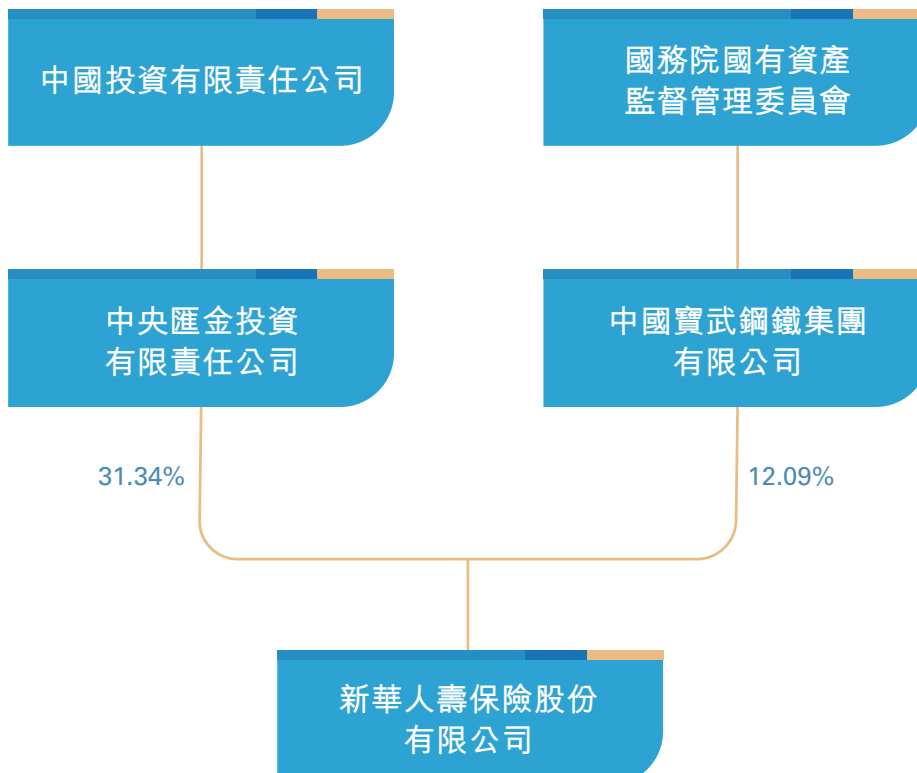 中國投資有限責任公司
國務院國有資產
監督管理委員會
中央匯金投資
有限責任公司
中國寶武鋼鐵集團
有限公司
31.34%
12.09%
新華人壽保險股份
有限公司